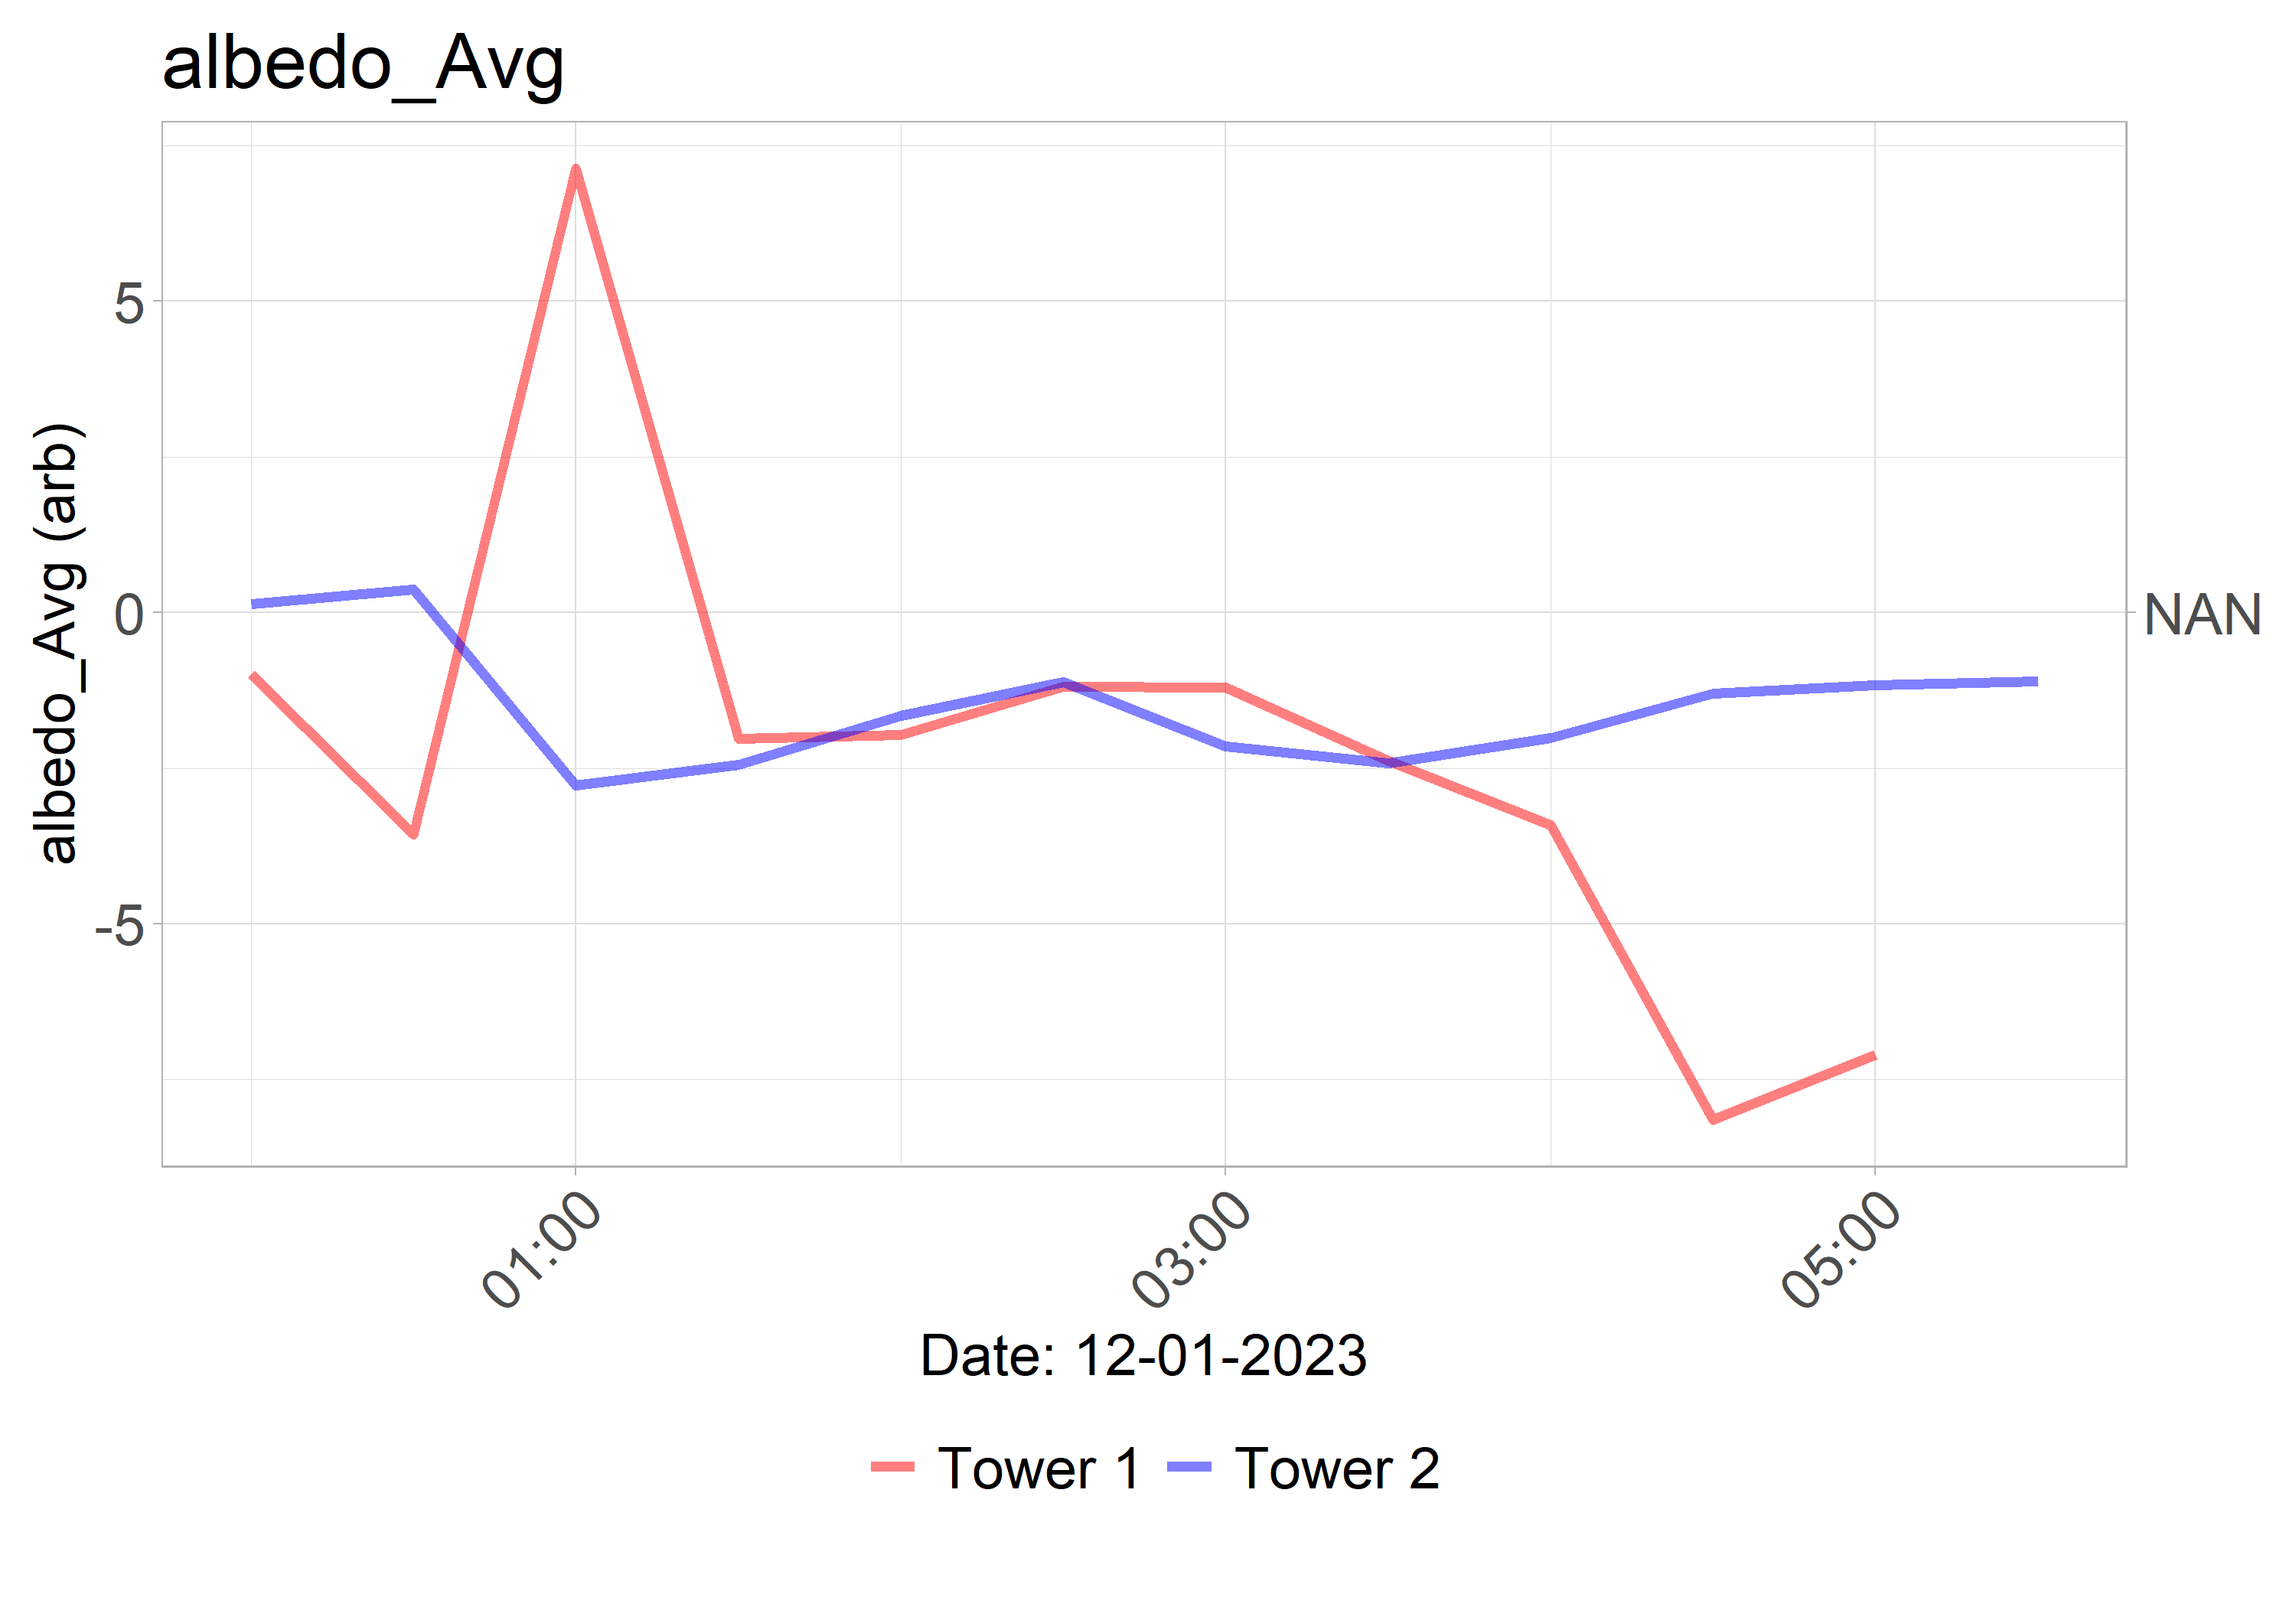 albedo_Avg
albedo_Avg (arb)
5
0
-5
NAN
01:00
03:00
05:00
Date: 12-01-2023
Tower 1
Tower 2